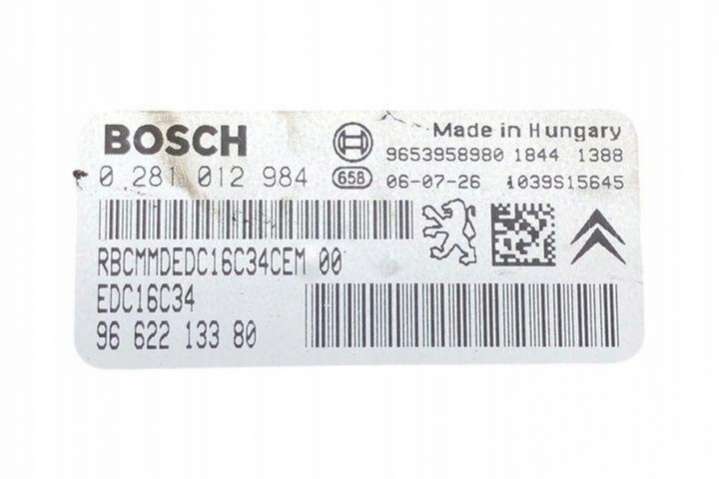 BOSCH
Made in Hungary
9653958980 1844 1388
0 281 012 984
658
06-07-26 1039S15645
RBCMMDEDC16C34CEM 00
EDC16C34
96 622 133 80